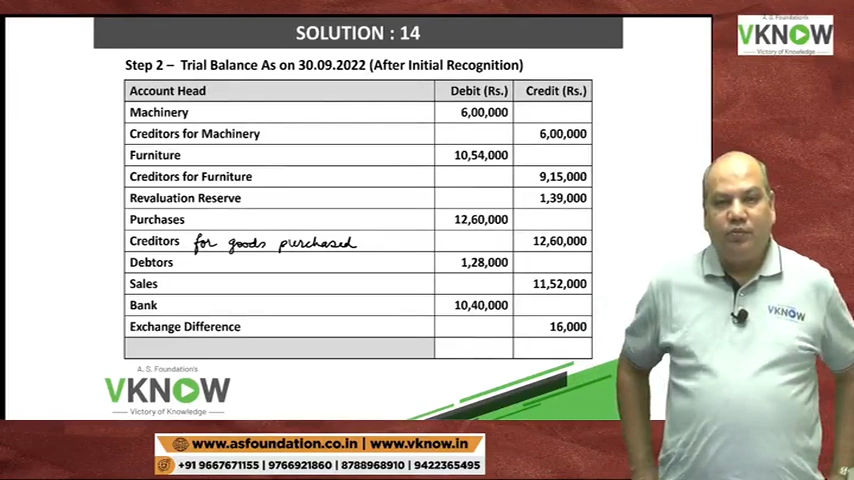 SOLUTION : 14
A. S. Foundation's
VKNOW
Victory of Knowledge
Step 2 – Trial Balance As on 30.09.2022 (After Initial Recognition)
Account Head Debit (Rs.) Credit (Rs.)
Machinery 6,00,000
Creditors for Machinery 6,00,000
Furniture 10,54,000
Creditors for Furniture 9,15,000
Revaluation Reserve 1,39,000
Purchases 12,60,000
Creditors for goods purchased 12,60,000
Debtors 1,28,000
Sales 11,52,000
Bank 10,40,000
Exchange Difference 16,000
VKNOW
A. S. Foundation's
VKNOW
Victory of Knowledge
www.asfoundation.co.in | www.vknow.in
+91 9667671155 | 9766921860 | 8788968910 | 9422365495